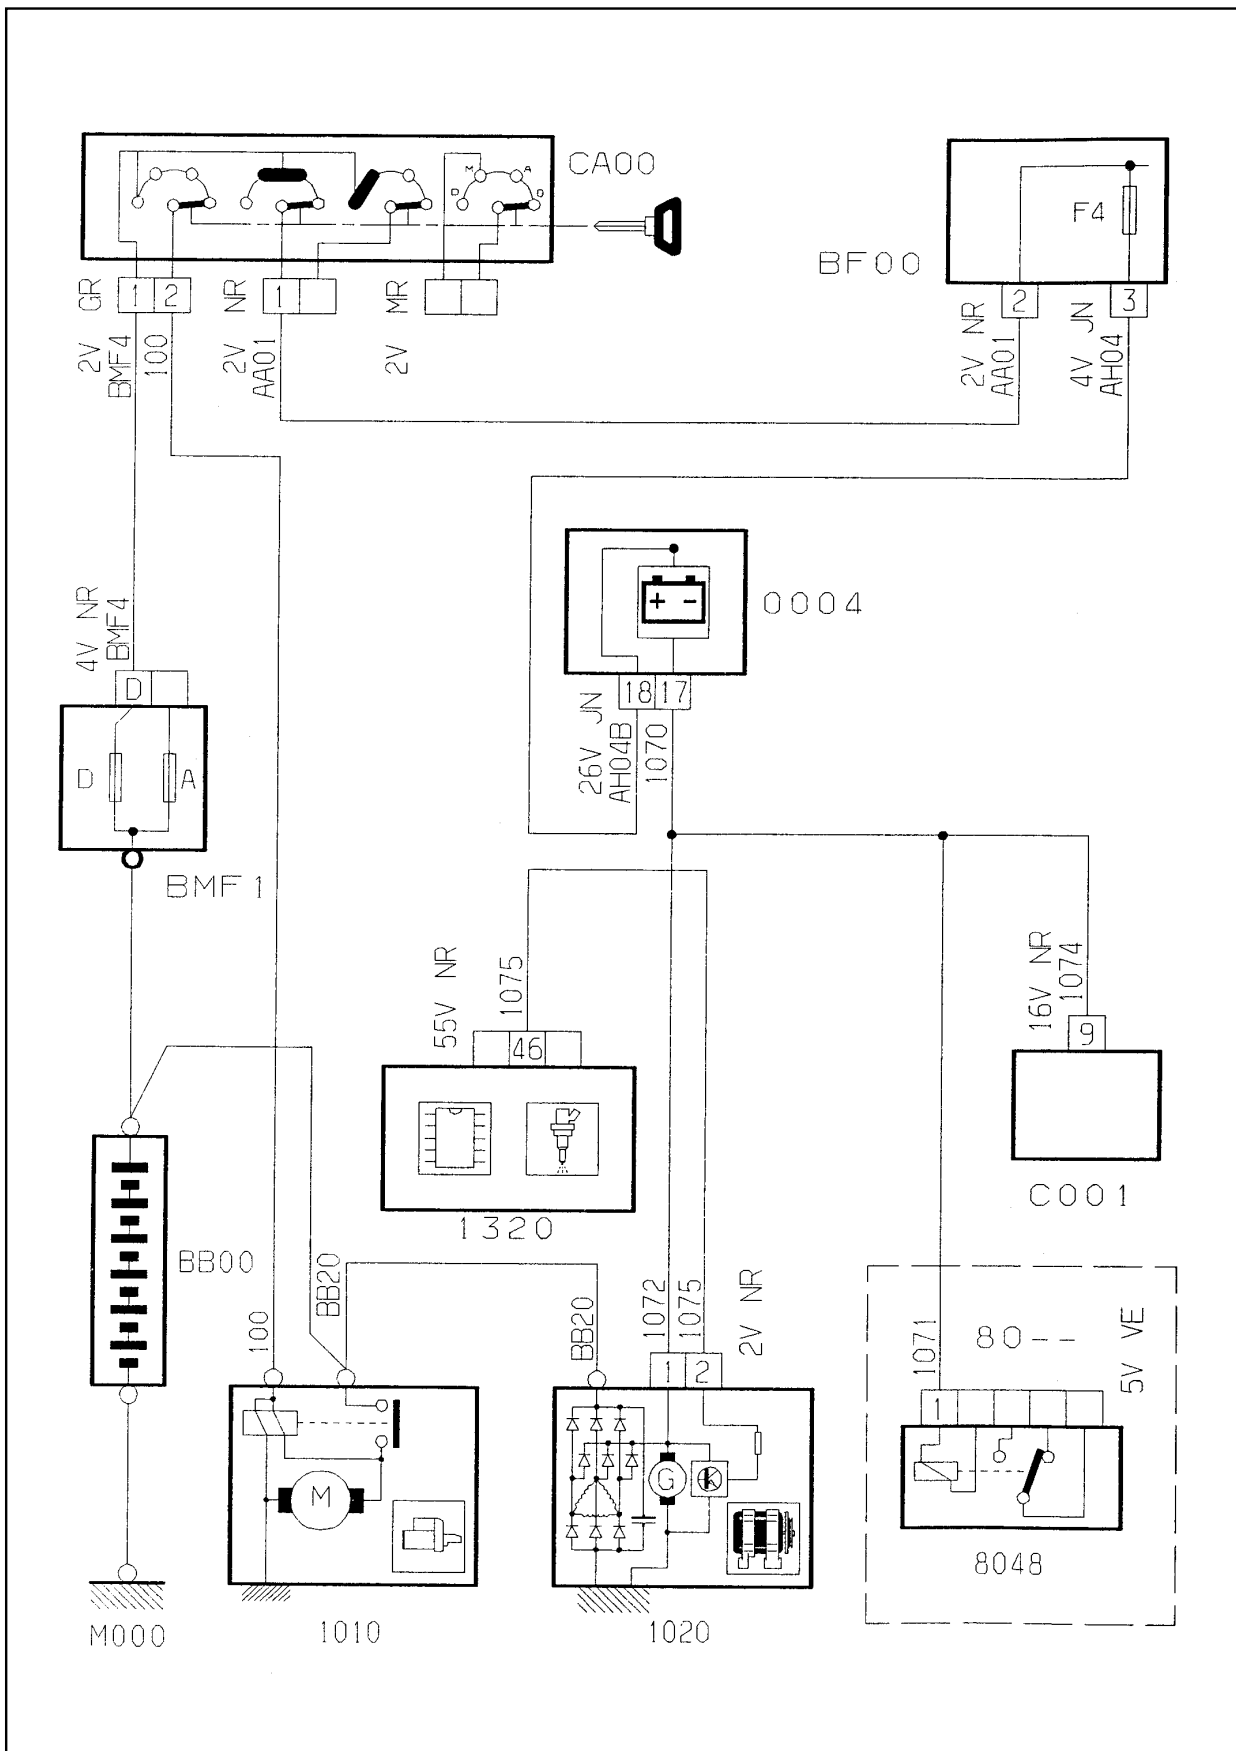 CA00
M
A
D
D
F4
BF00
1
2
1
2
3
2V GR
BMF4
100
2V NR
AA01
2V MR
2V NR
AA01
4V JN
AH04
0004
+ -
18 17
26V JN
AH04B
1070
4V NR
BMF4
D
D
A
BMF1
55V NR
1075
46
1320
16V NR
1074
9
C001
BB00
100
BB20
BB20
1072
1075
2V NR
1
2
1071
80--
5V VE
1
M
G
K
8048
M000
1010
1020